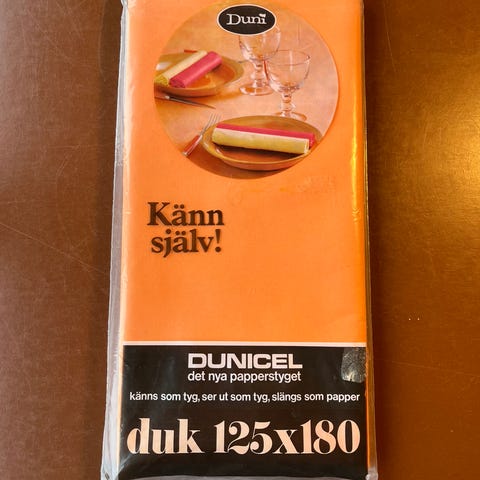 Duni
Känn
själv!
DUNICEL
det nya papperstyget
känns som tyg, ser ut som tyg, slängs som papper
duk 125x180